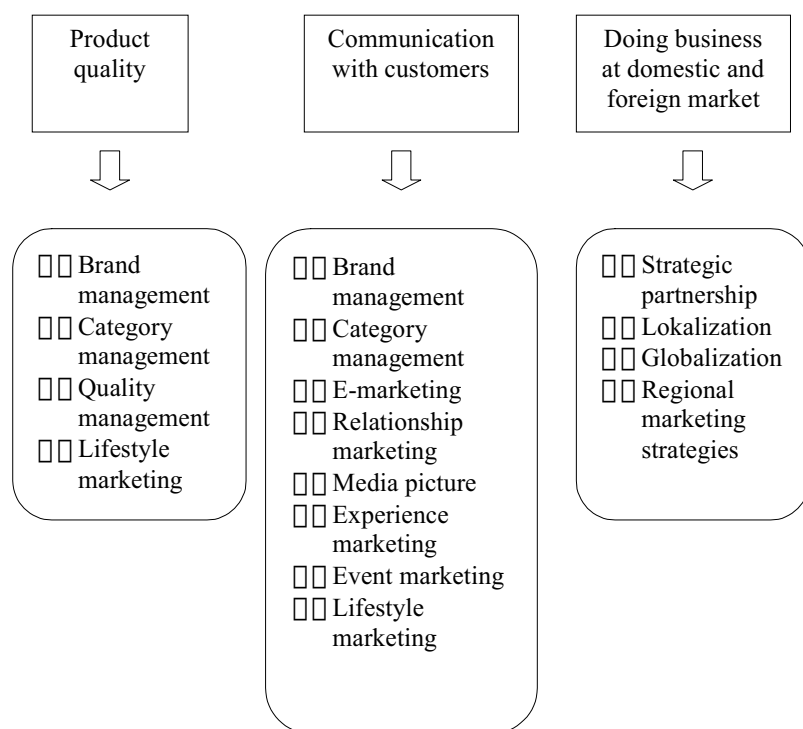 Product
quality
Communication
with customers
Doing business
at domestic and
foreign market
Brand
management
Category
management
Quality
management
Lifestyle
marketing
Brand
management
Category
management
E-marketing
Relationship
marketing
Media picture
Experience
marketing
Event marketing
Lifestyle
marketing
Strategic
partnership
Lokalization
Globalization
Regional
marketing
strategies